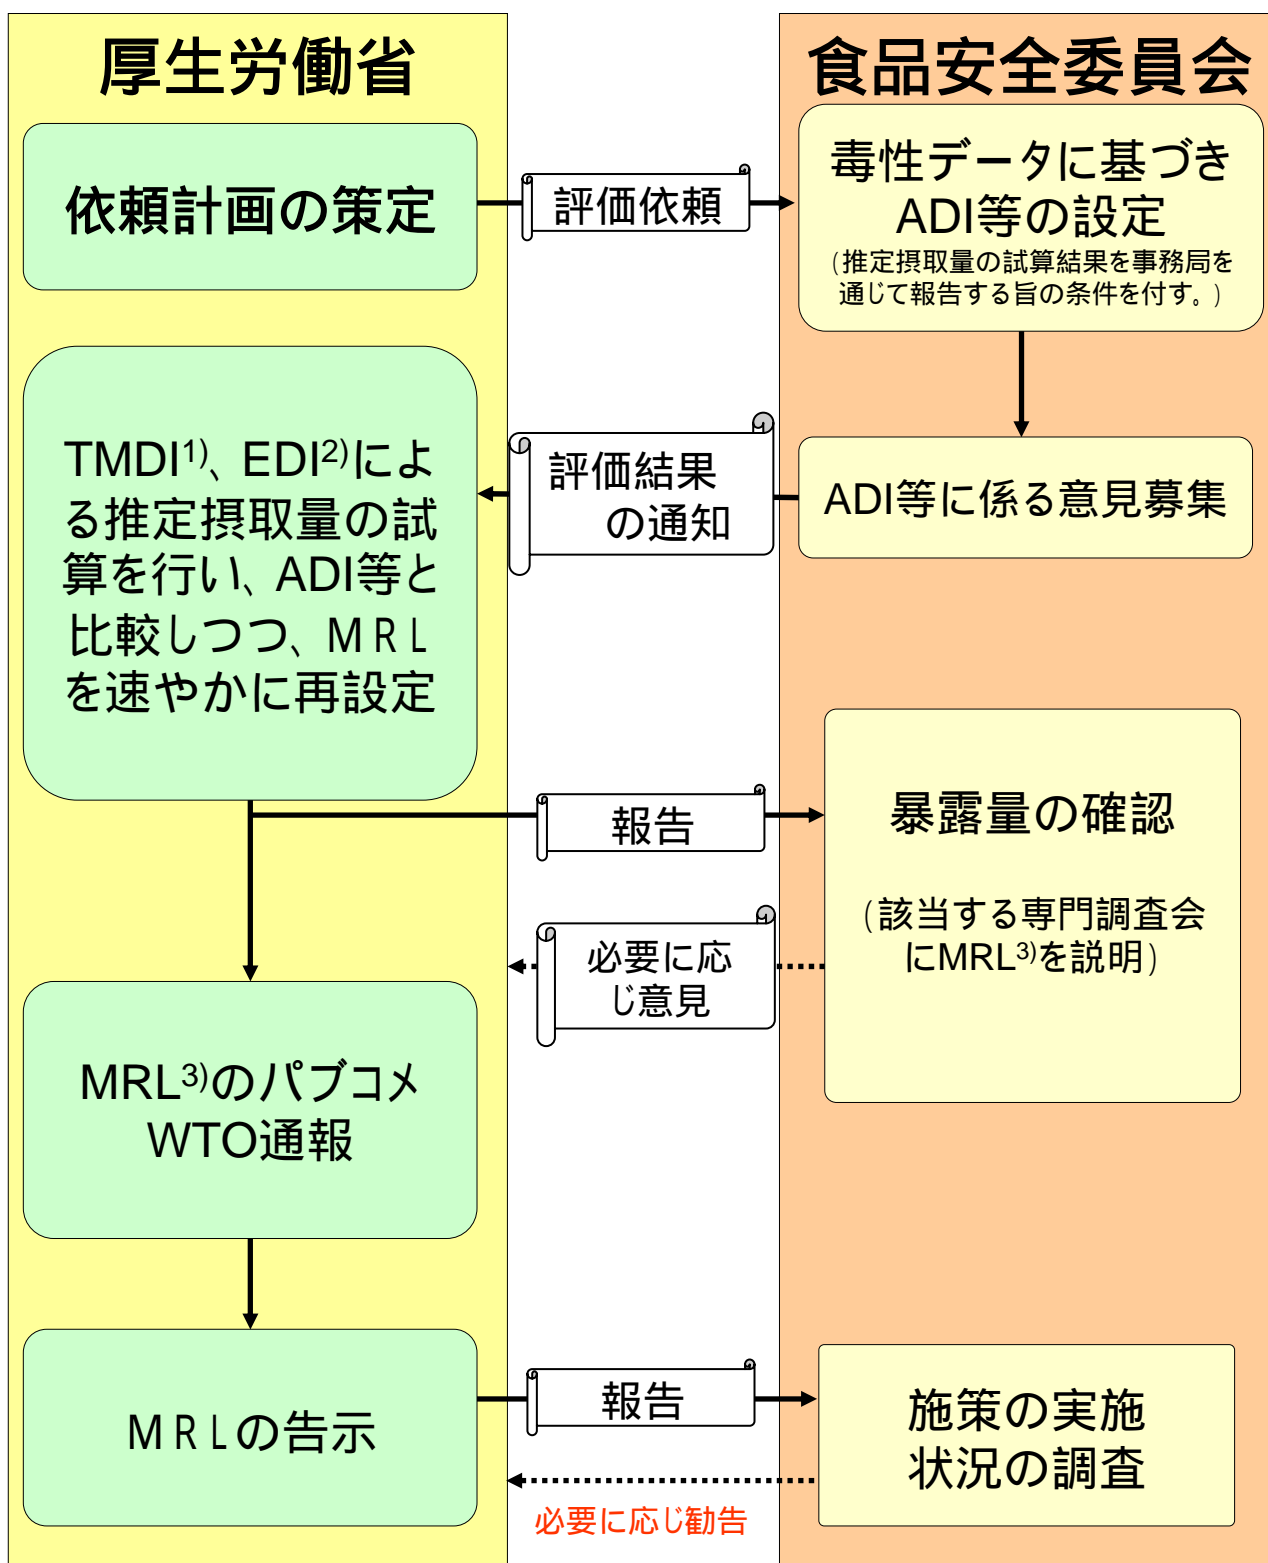 厚生労働省
食品安全委員会
依頼計画の策定
評価依頼
毒性データに基づき
ADI等の設定
(推定摂取量の試算結果を事務局を
通じて報告する旨の条件を付す。)
TMDI1)、EDI2)によ
る推定摂取量の試
算を行い、ADI等と
比較しつつ、MRL
を速やかに再設定
評価結果
の通知
ADI等に係る意見募集
報告
暴露量の確認
(該当する専門調査会
にMRL3)を説明)
必要に応
じ意見
MRL3)のパブコメ
WTO通報
MRLの告示
報告
施策の実施
状況の調査
必要に応じ勧告